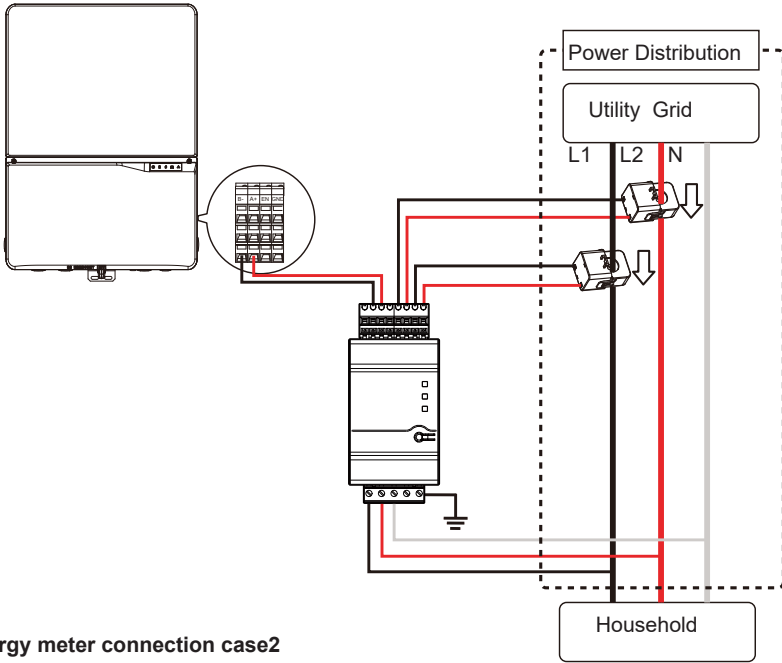 Power Distribution
Utility Grid
L1 L2 N
B- A+ EN GND
Household
rgy meter connection case2